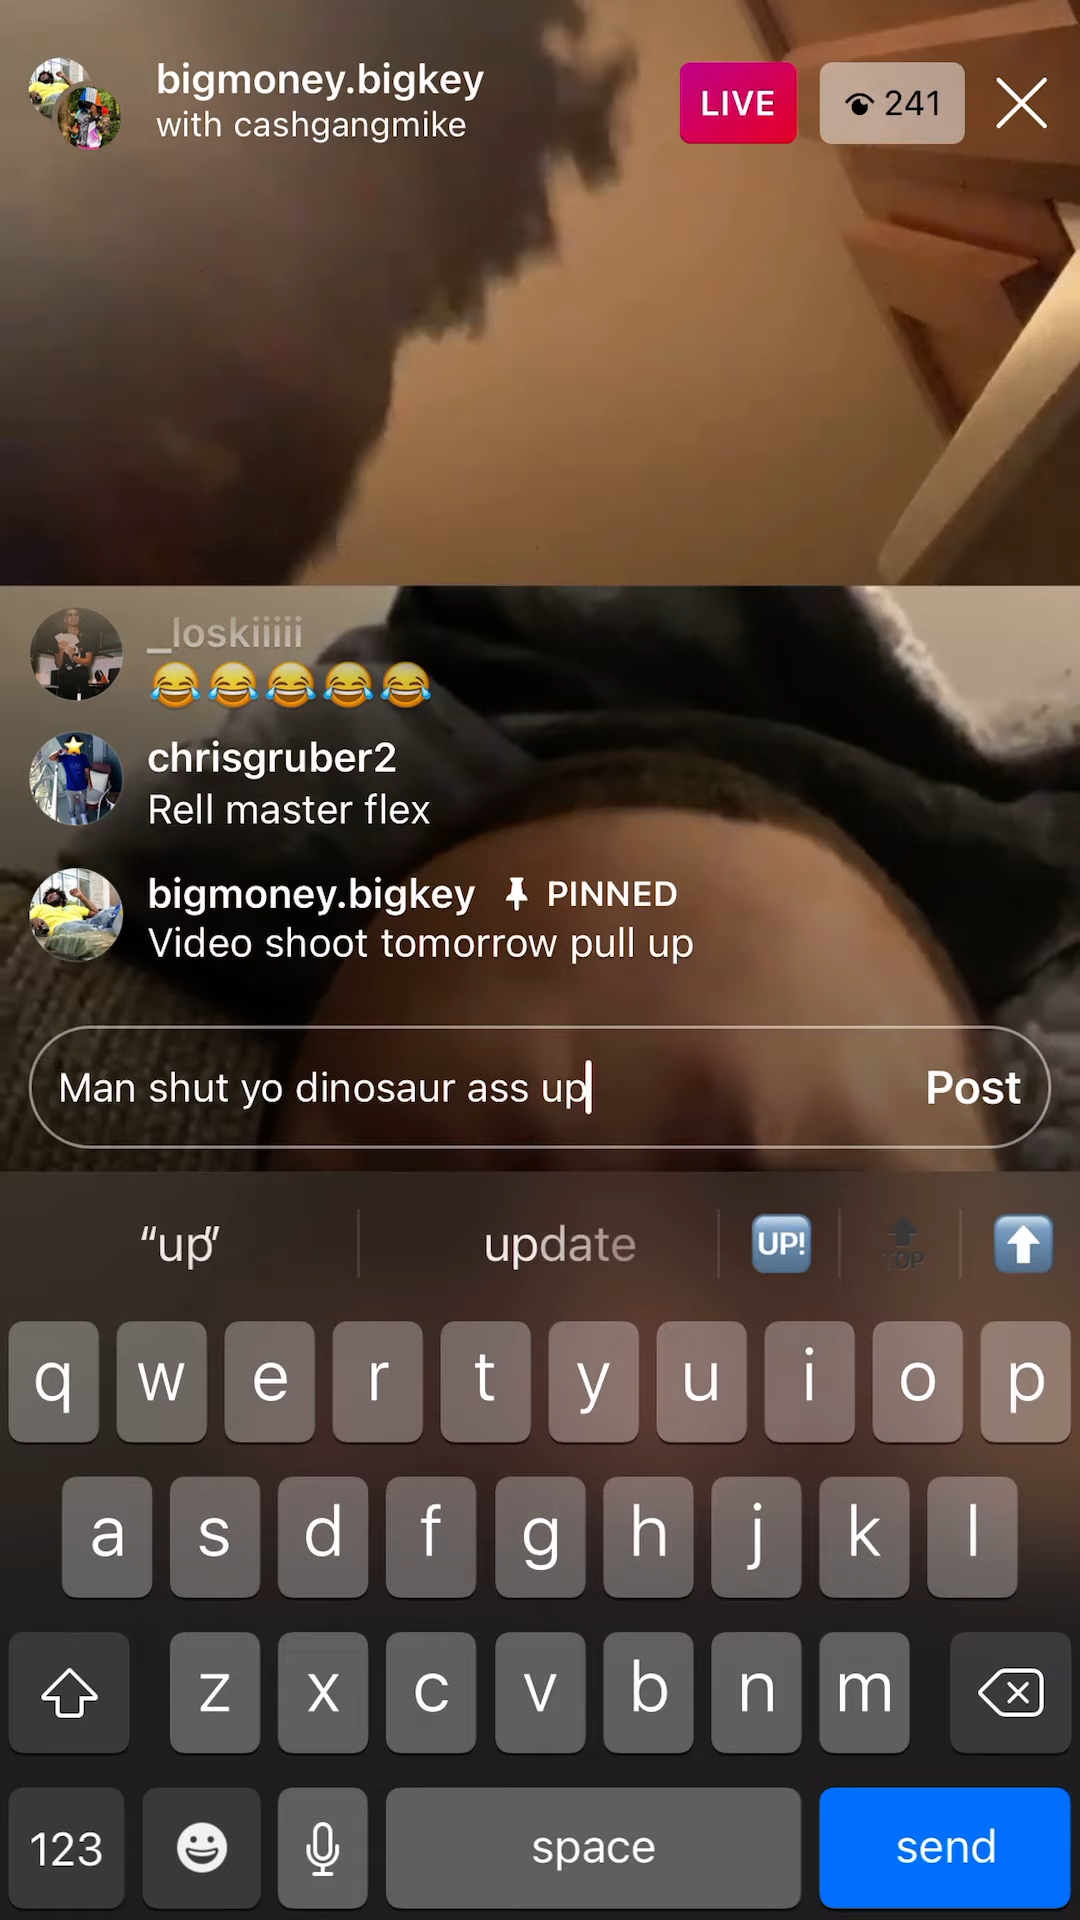 bigmoney.bigkey
with cashgangmike
LIVE
241
_loskiiiii
😂😂😂😂😂
chrisgruber2
Rell master flex
bigmoney.bigkey 📌 PINNED
Video shoot tomorrow pull up
Man shut yo dinosaur ass up
Post
“up”
update
UP!
TOP
q w e r t y u i o p
a s d f g h j k l
z x c v b n m
123
space
send